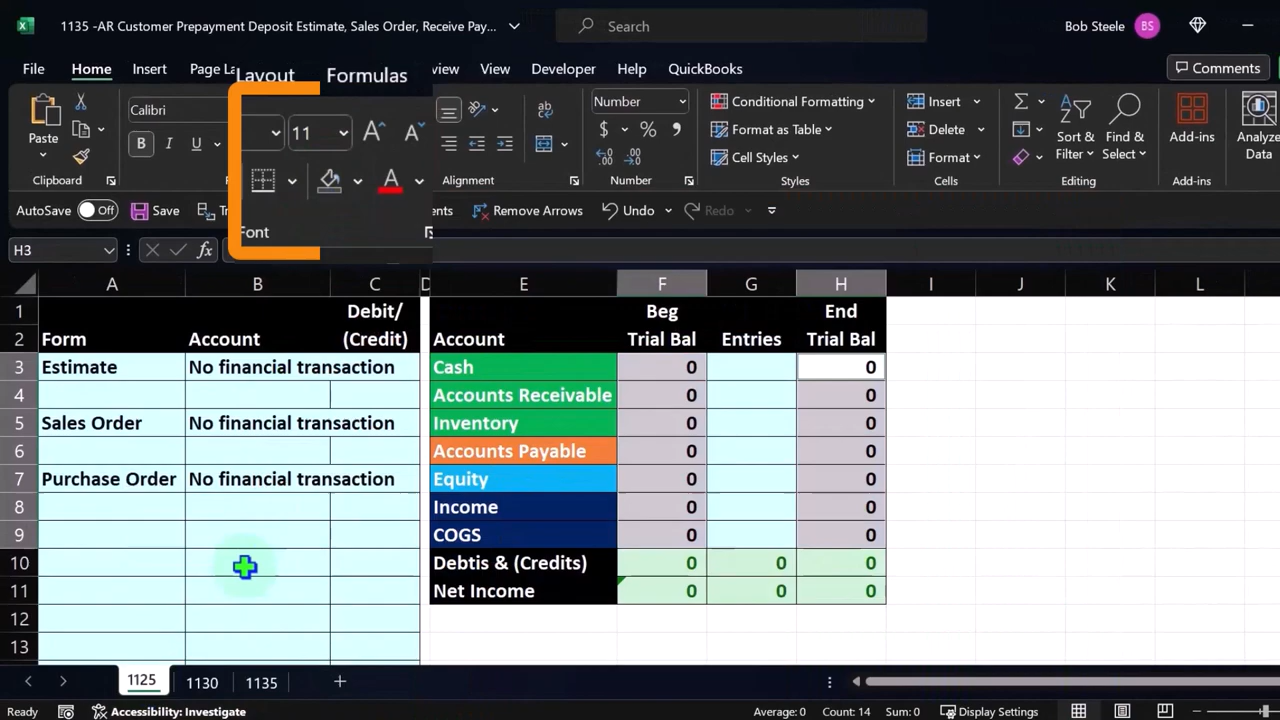 1135 -AR Customer Prepayment Deposit Estimate, Sales Order, Receive Pay...
Search
Bob Steele BS
File Home Insert Page La Layout Formulas view View Developer Help QuickBooks Comments
Paste
Calibri
B I U
11
A A
A
Number
$ %
Conditional Formatting
Format as Table
Cell Styles
Insert
Delete
Format
Sort & Filter
Find & Select
Add-ins
Analyze Data
Clipboard Font Alignment Number Styles Cells Editing Add-ins
AutoSave Off Save Remove Arrows Undo Redo
H3 fx
A B C D E F G H I J K L
1 Debit/ Beg End
2 Form Account (Credit) Account Trial Bal Entries Trial Bal
3 Estimate No financial transaction Cash 0 0
4 Accounts Receivable 0 0
5 Sales Order No financial transaction Inventory 0 0
6 Accounts Payable 0 0
7 Purchase Order No financial transaction Equity 0 0
8 Income 0 0
9 COGS 0 0
10 Debtis & (Credits) 0 0 0
11 Net Income 0 0 0
12
13
1125 1130 1135
Ready Accessibility: Investigate Average: 0 Count: 14 Sum: 0 Display Settings